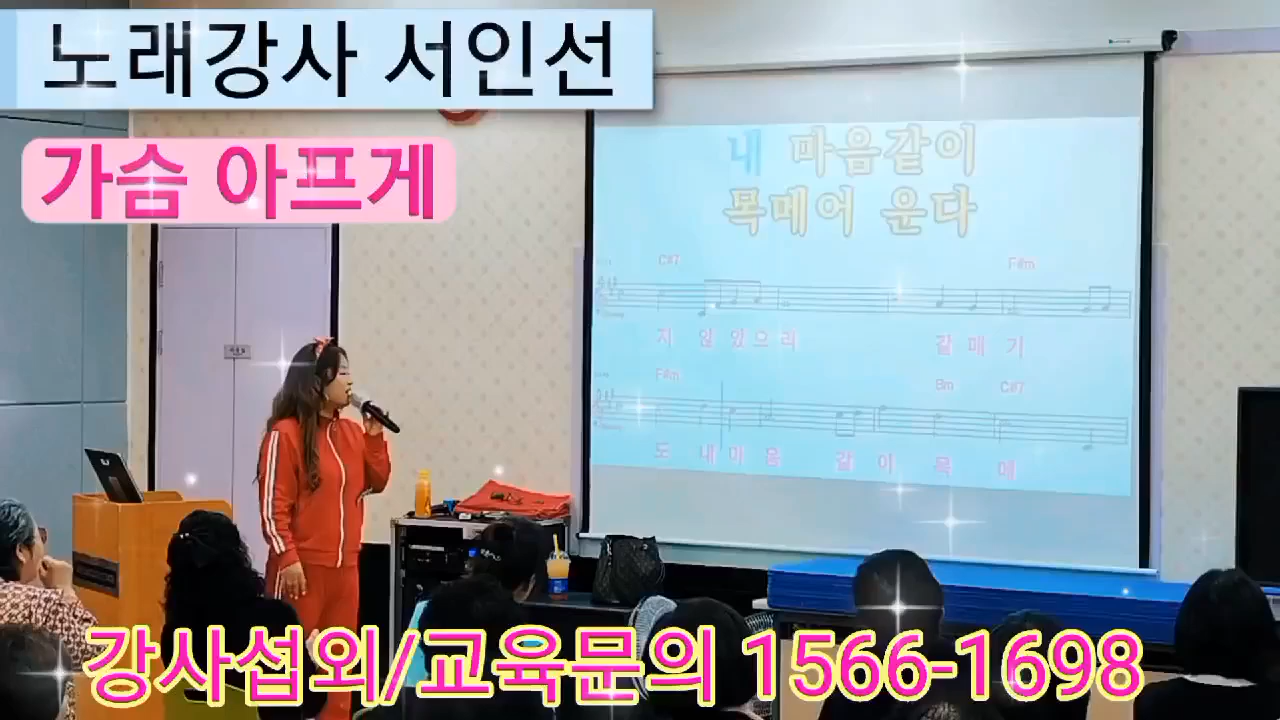 노래강사 서인선
가슴 아프게
내 마음같이
목메어 운다
C#7 F#m
지 않았으리 갈매기
F#m Bm C#7
도 내마음 같이 목 메
강사섭외/교육문의 1566-1698